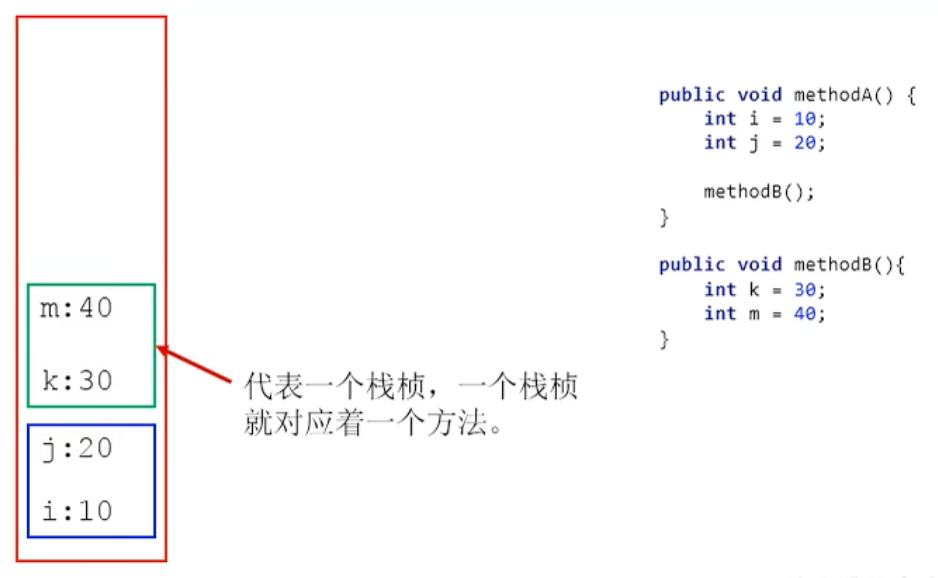 m:40
k:30
j:20
i:10
代表一个栈桢，一个栈桢
就对应着一个方法。
public void methodA() {
    int i = 10;
    int j = 20;
    methodB();
}
public void methodB(){
    int k = 30;
    int m = 40;
}